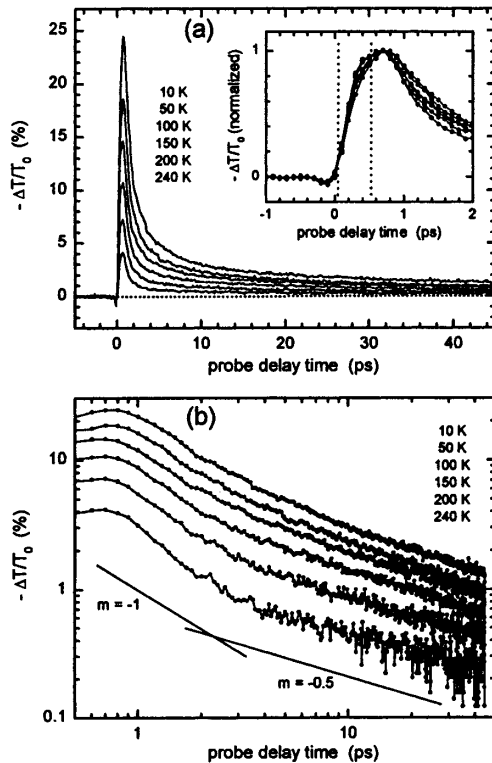 (a)
- ΔT/T₀ (%)
25
20
15
10
5
0
10 K
50 K
100 K
150 K
200 K
240 K
- ΔT/T₀ (normalized)
1
0
-1 0 1 2
probe delay time (ps)
0 10 20 30 40
probe delay time (ps)
(b)
- ΔT/T₀ (%)
10
1
0.1
10 K
50 K
100 K
150 K
200 K
240 K
m = -1
m = -0.5
1 10
probe delay time (ps)